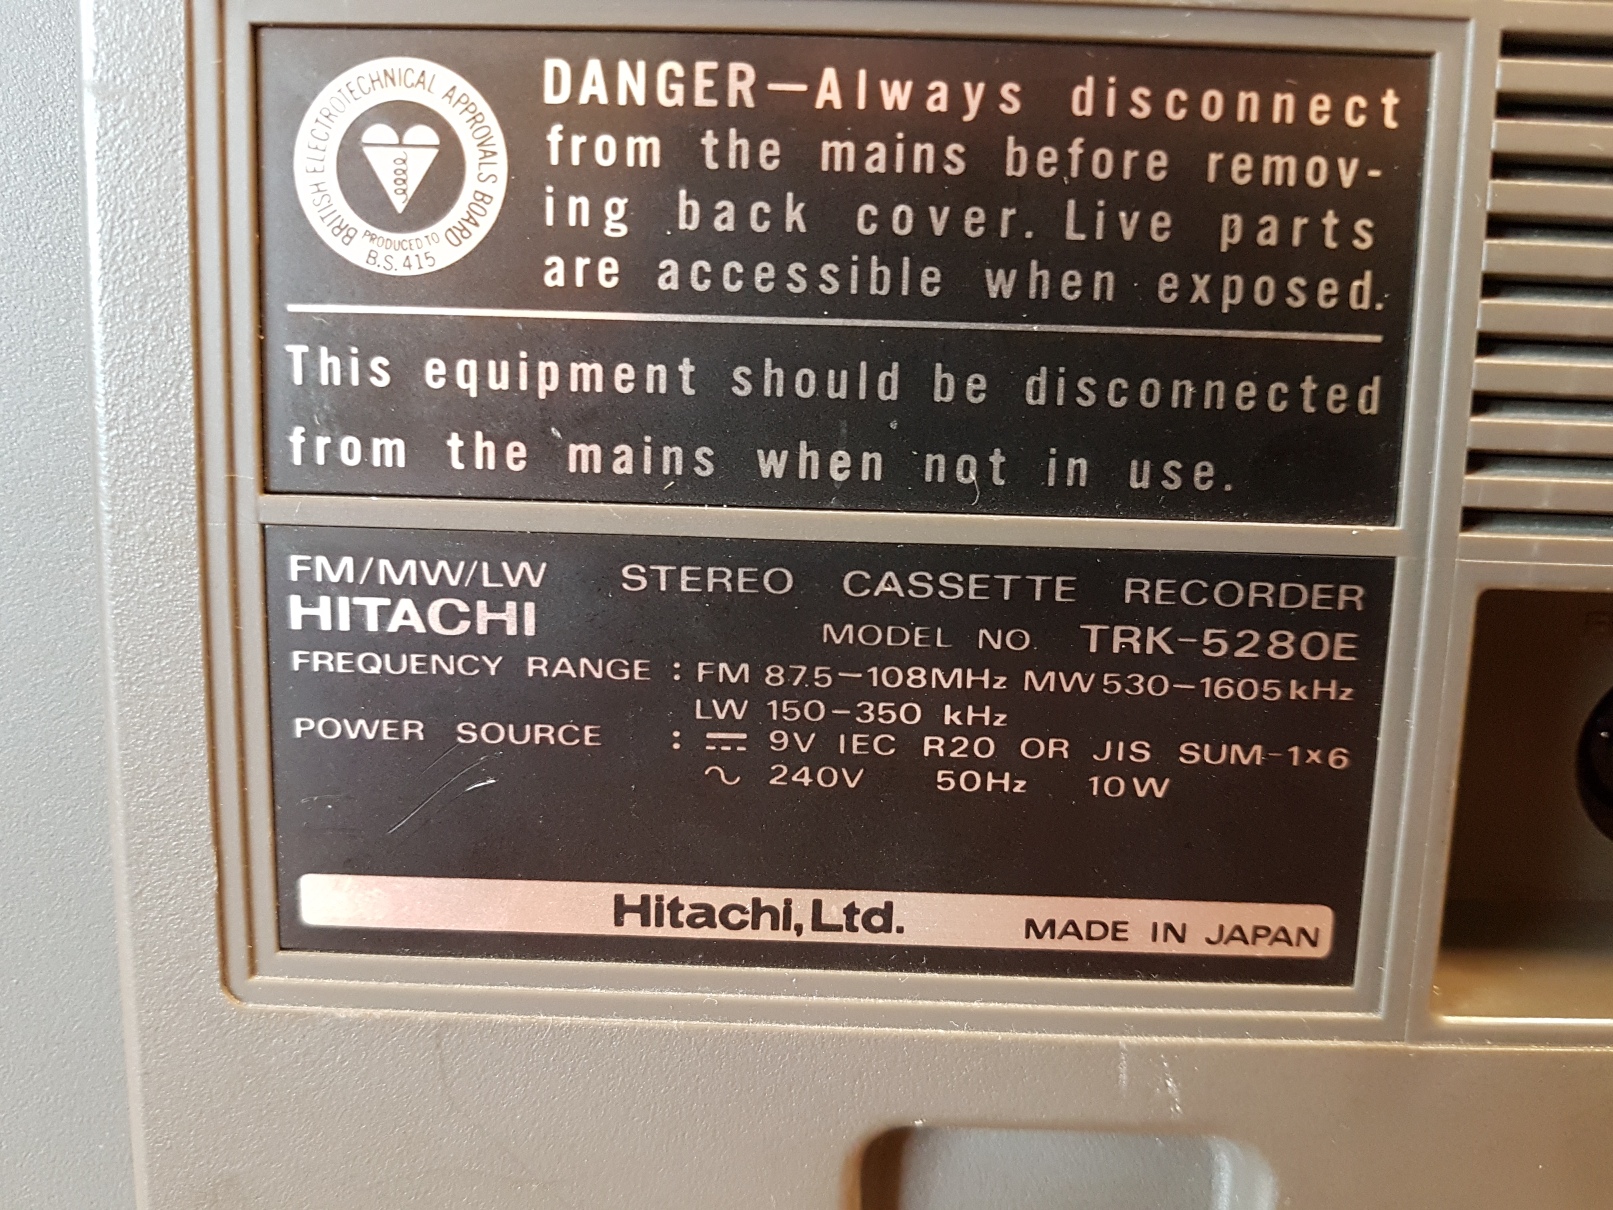 BRITISH ELECTROTECHNICAL APPROVALS BOARD
PRODUCED TO
B.S. 415
DANGER—Always disconnect
from the mains before remov-
ing back cover. Live parts
are accessible when exposed.
This equipment should be disconnected
from the mains when not in use.
FM/MW/LW STEREO CASSETTE RECORDER
HITACHI
MODEL NO. TRK-5280E
FREQUENCY RANGE : FM 87.5–108MHz MW 530–1605kHz
LW 150–350 kHz
POWER SOURCE : ⎓ 9V IEC R20 OR JIS SUM-1×6
∿ 240V 50Hz 10W
Hitachi, Ltd. MADE IN JAPAN